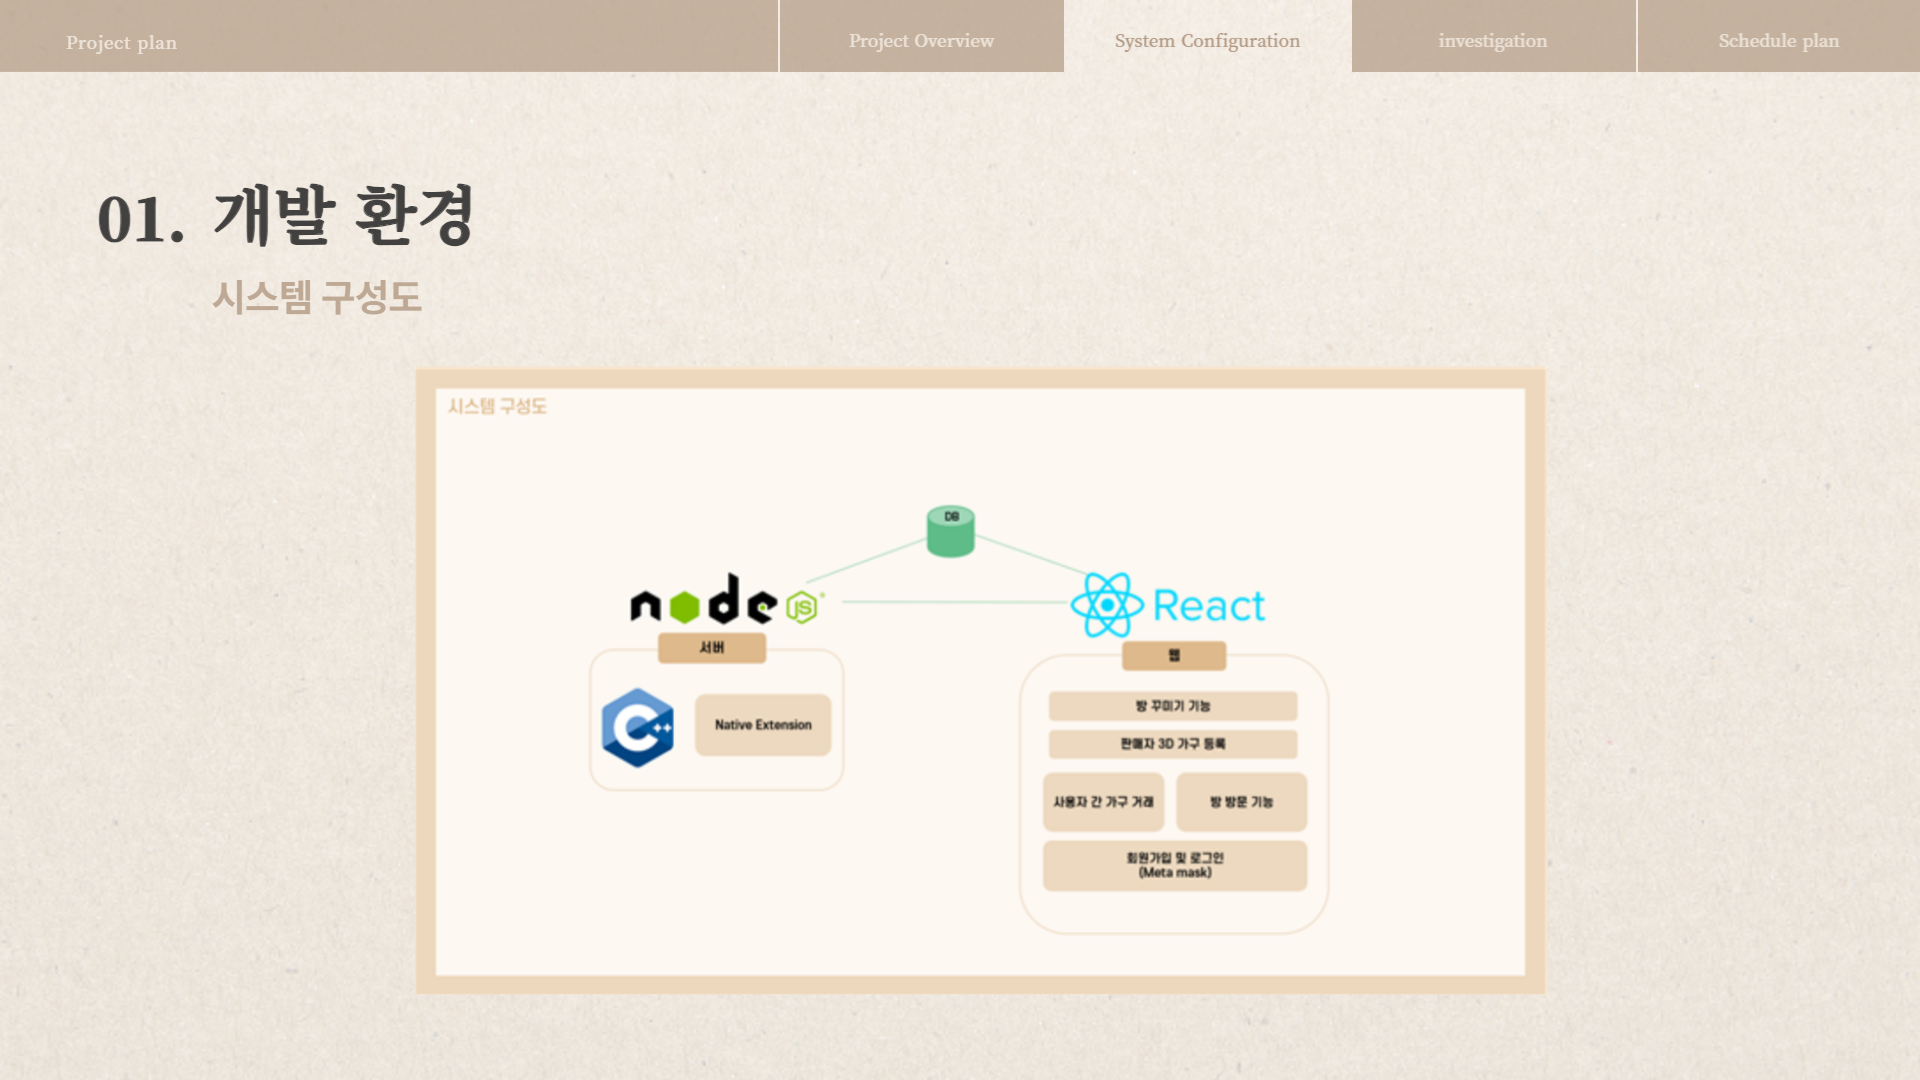 Project plan
Project Overview
System Configuration
investigation
Schedule plan
01. 개발 환경
시스템 구성도
시스템 구성도
DB
node JS
React
서버
웹
C++
Native Extension
방 꾸미기 기능
판매자 3D 가구 등록
사용자 간 가구 거래
방 방문 기능
회원가입 및 로그인
(Meta mask)